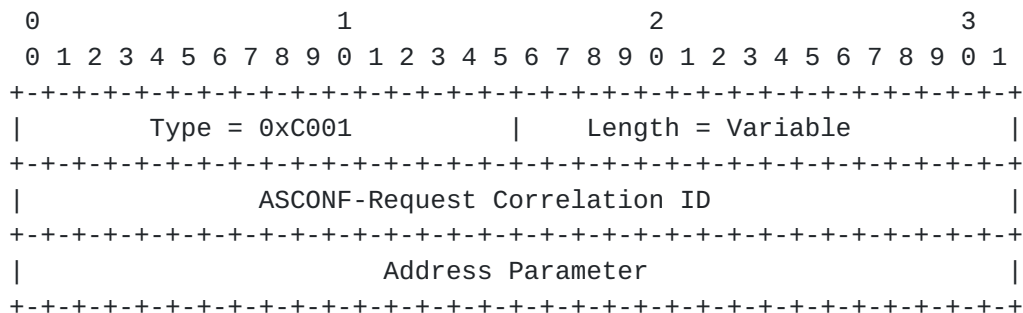 0                   1                   2                   3
 0 1 2 3 4 5 6 7 8 9 0 1 2 3 4 5 6 7 8 9 0 1 2 3 4 5 6 7 8 9 0 1
+-+-+-+-+-+-+-+-+-+-+-+-+-+-+-+-+-+-+-+-+-+-+-+-+-+-+-+-+-+-+-+-+
|        Type = 0xC001          |    Length = Variable          |
+-+-+-+-+-+-+-+-+-+-+-+-+-+-+-+-+-+-+-+-+-+-+-+-+-+-+-+-+-+-+-+-+
|               ASCONF-Request Correlation ID                   |
+-+-+-+-+-+-+-+-+-+-+-+-+-+-+-+-+-+-+-+-+-+-+-+-+-+-+-+-+-+-+-+-+
|                       Address Parameter                       |
+-+-+-+-+-+-+-+-+-+-+-+-+-+-+-+-+-+-+-+-+-+-+-+-+-+-+-+-+-+-+-+-+